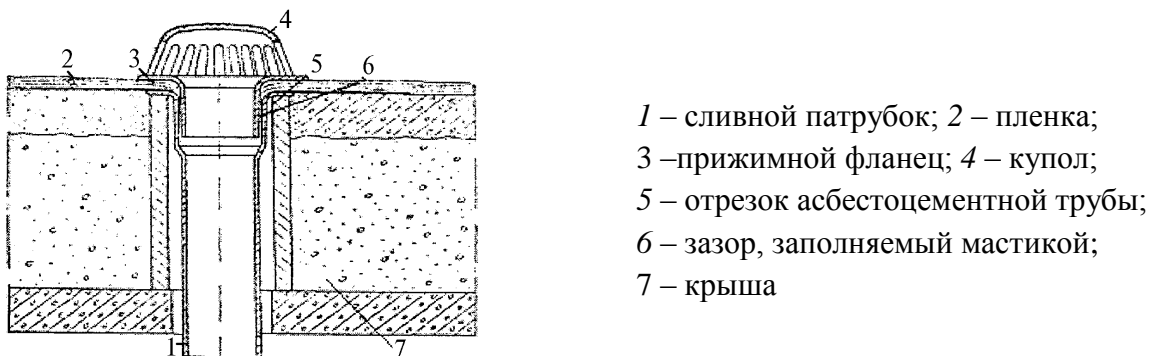 4
2
3
5
6
1
7
1 – сливной патрубок; 2 – пленка;
3 –прижимной фланец; 4 – купол;
5 – отрезок асбестоцементной трубы;
6 – зазор, заполняемый мастикой;
7 – крыша